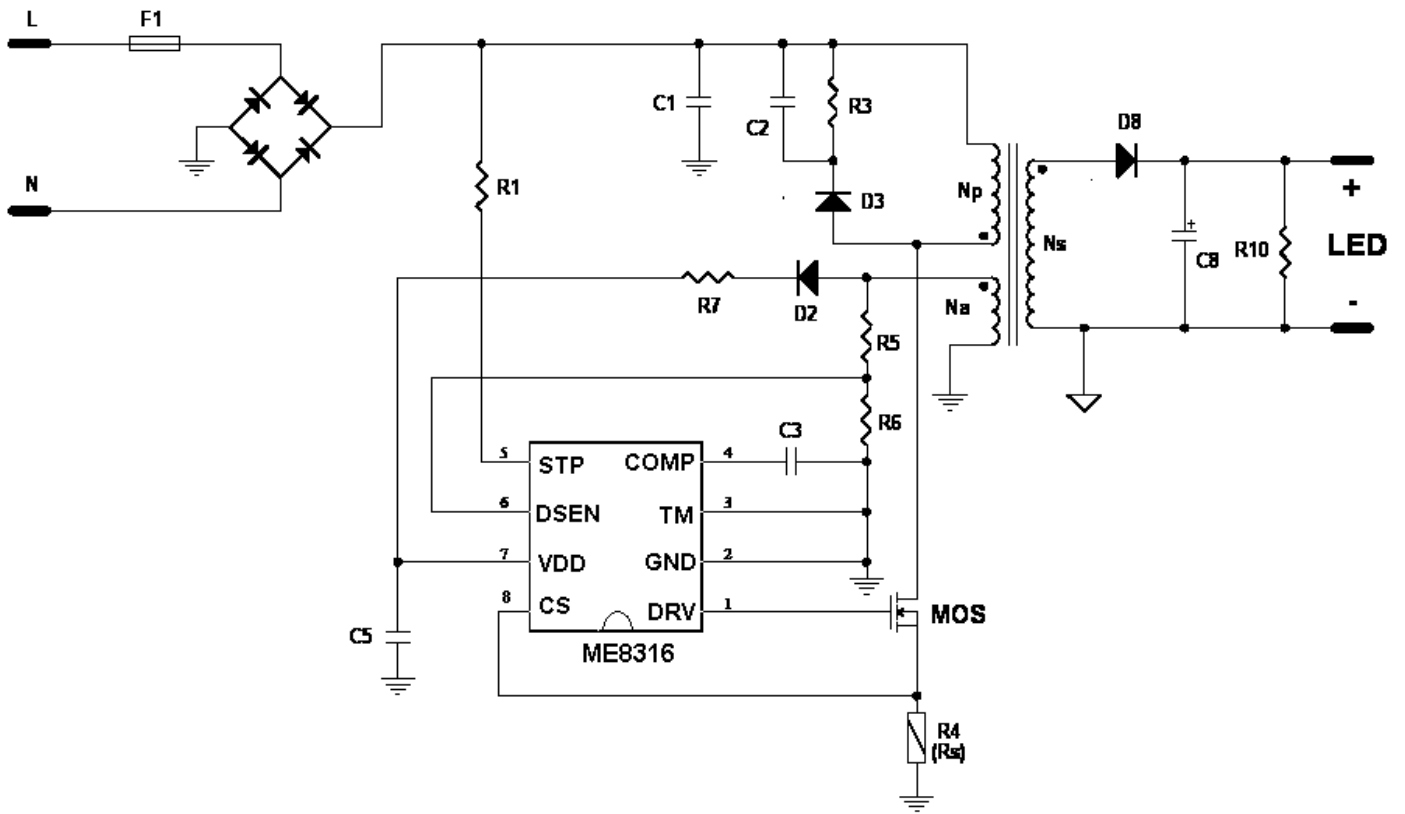 L
F1
N
R1
C1
C2
R3
D3
Np
Ns
Na
D8
C8
R10
+
+
LED
-
R7
D2
R5
R6
C3
5 STP
6 DSEN
7 VDD
8 CS
COMP 4
TM 3
GND 2
DRV 1
ME8316
C5
MOS
R4
(Rs)